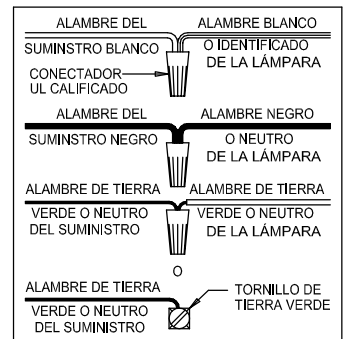 ALAMBRE DEL
SUMINSTRO BLANCO
ALAMBRE BLANCO
O IDENTIFICADO
DE LA LÁMPARA
CONECTADOR
UL CALIFICADO
ALAMBRE DEL
SUMINSTRO NEGRO
ALAMBRE NEGRO
O NEUTRO
DE LA LÁMPARA
ALAMBRE DE TIERRA
VERDE O NEUTRO
DEL SUMINISTRO
ALAMBRE DE TIERRA
VERDE O NEUTRO
DE LA LÁMPARA
O
ALAMBRE DE TIERRA
VERDE O NEUTRO
DEL SUMINISTRO
TORNILLO DE
TIERRA VERDE